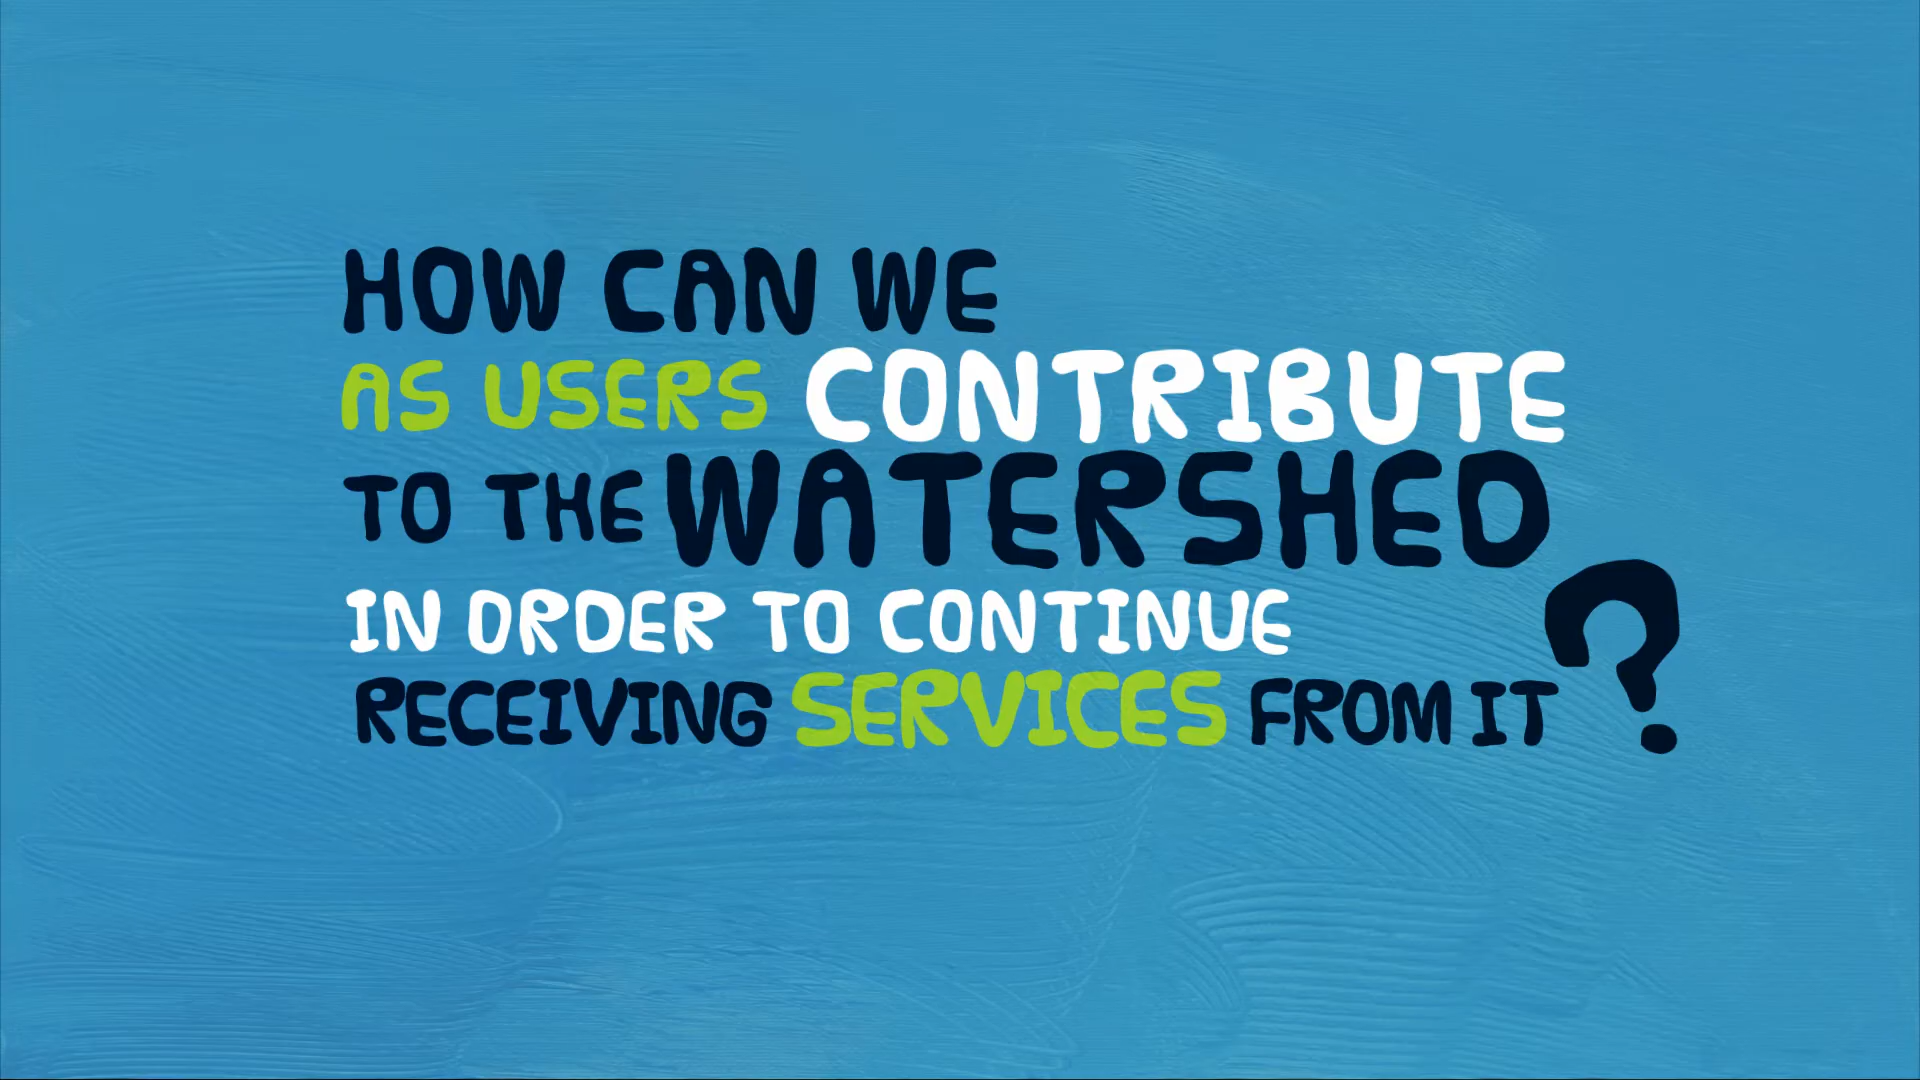 HOW CAN WE
AS USERS CONTRIBUTE
TO THE WATERSHED
IN ORDER TO CONTINUE
RECEIVING SERVICES FROM IT?